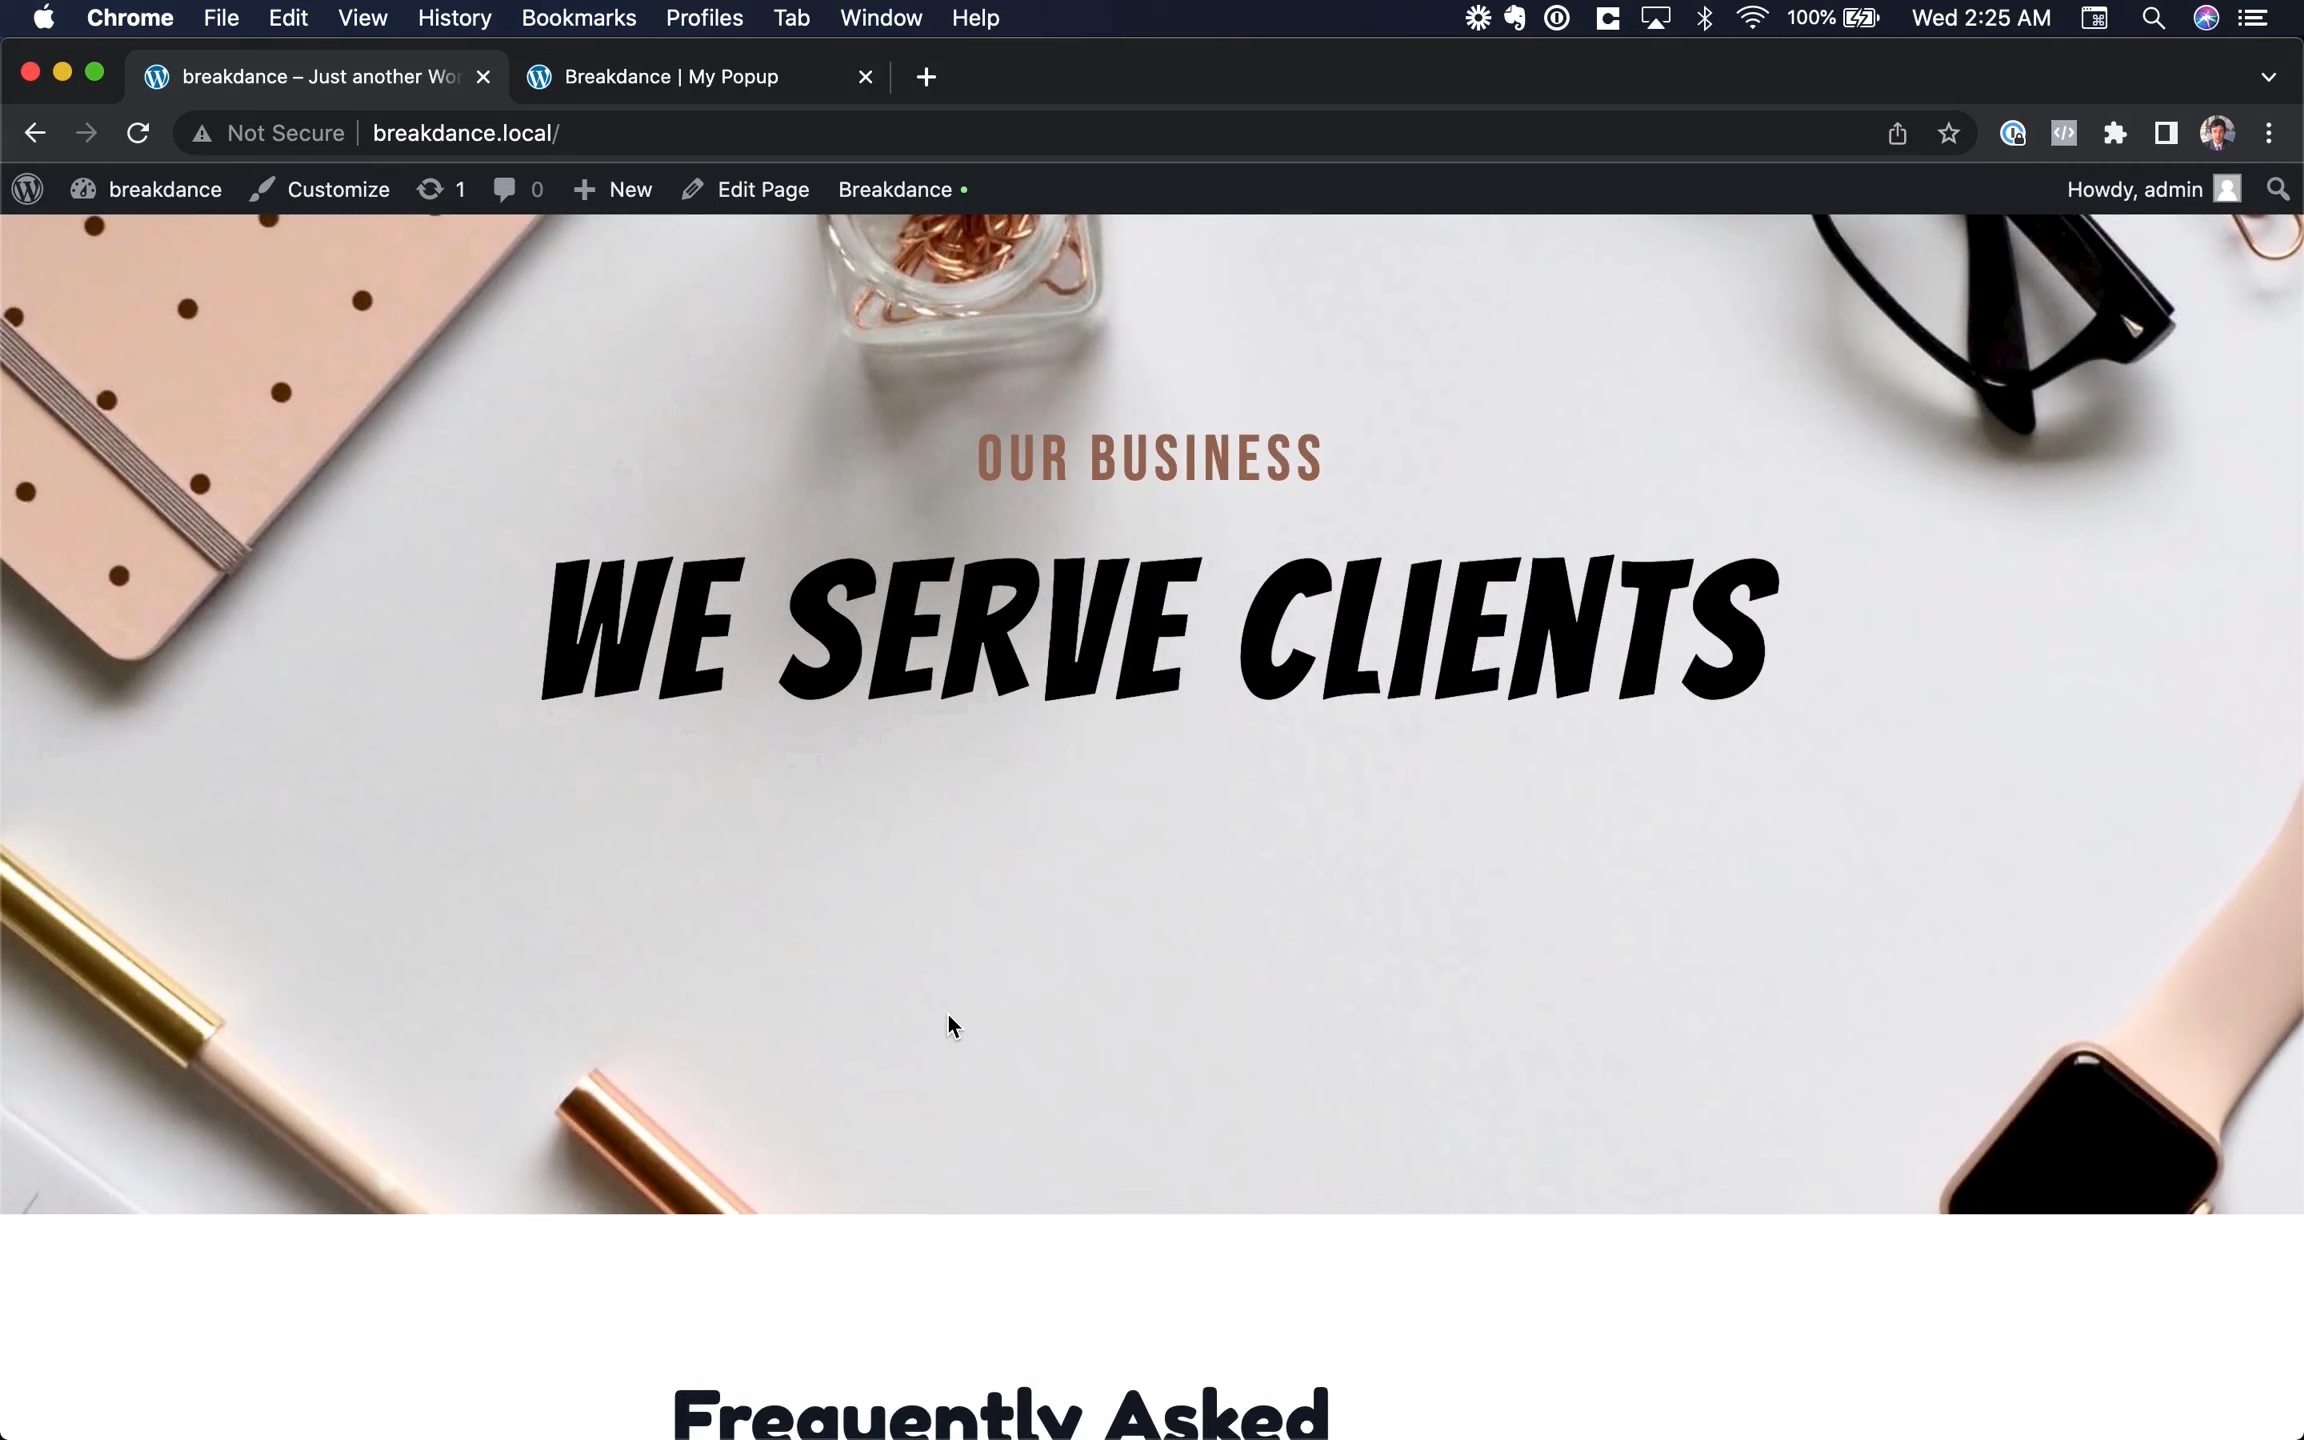 Chrome File Edit View History Bookmarks Profiles Tab Window Help 100% Wed 2:25 AM
breakdance – Just another Wor Breakdance | My Popup
Not Secure breakdance.local/
breakdance Customize 1 0 New Edit Page Breakdance Howdy, admin
OUR BUSINESS
WE SERVE CLIENTS
Frequently Asked